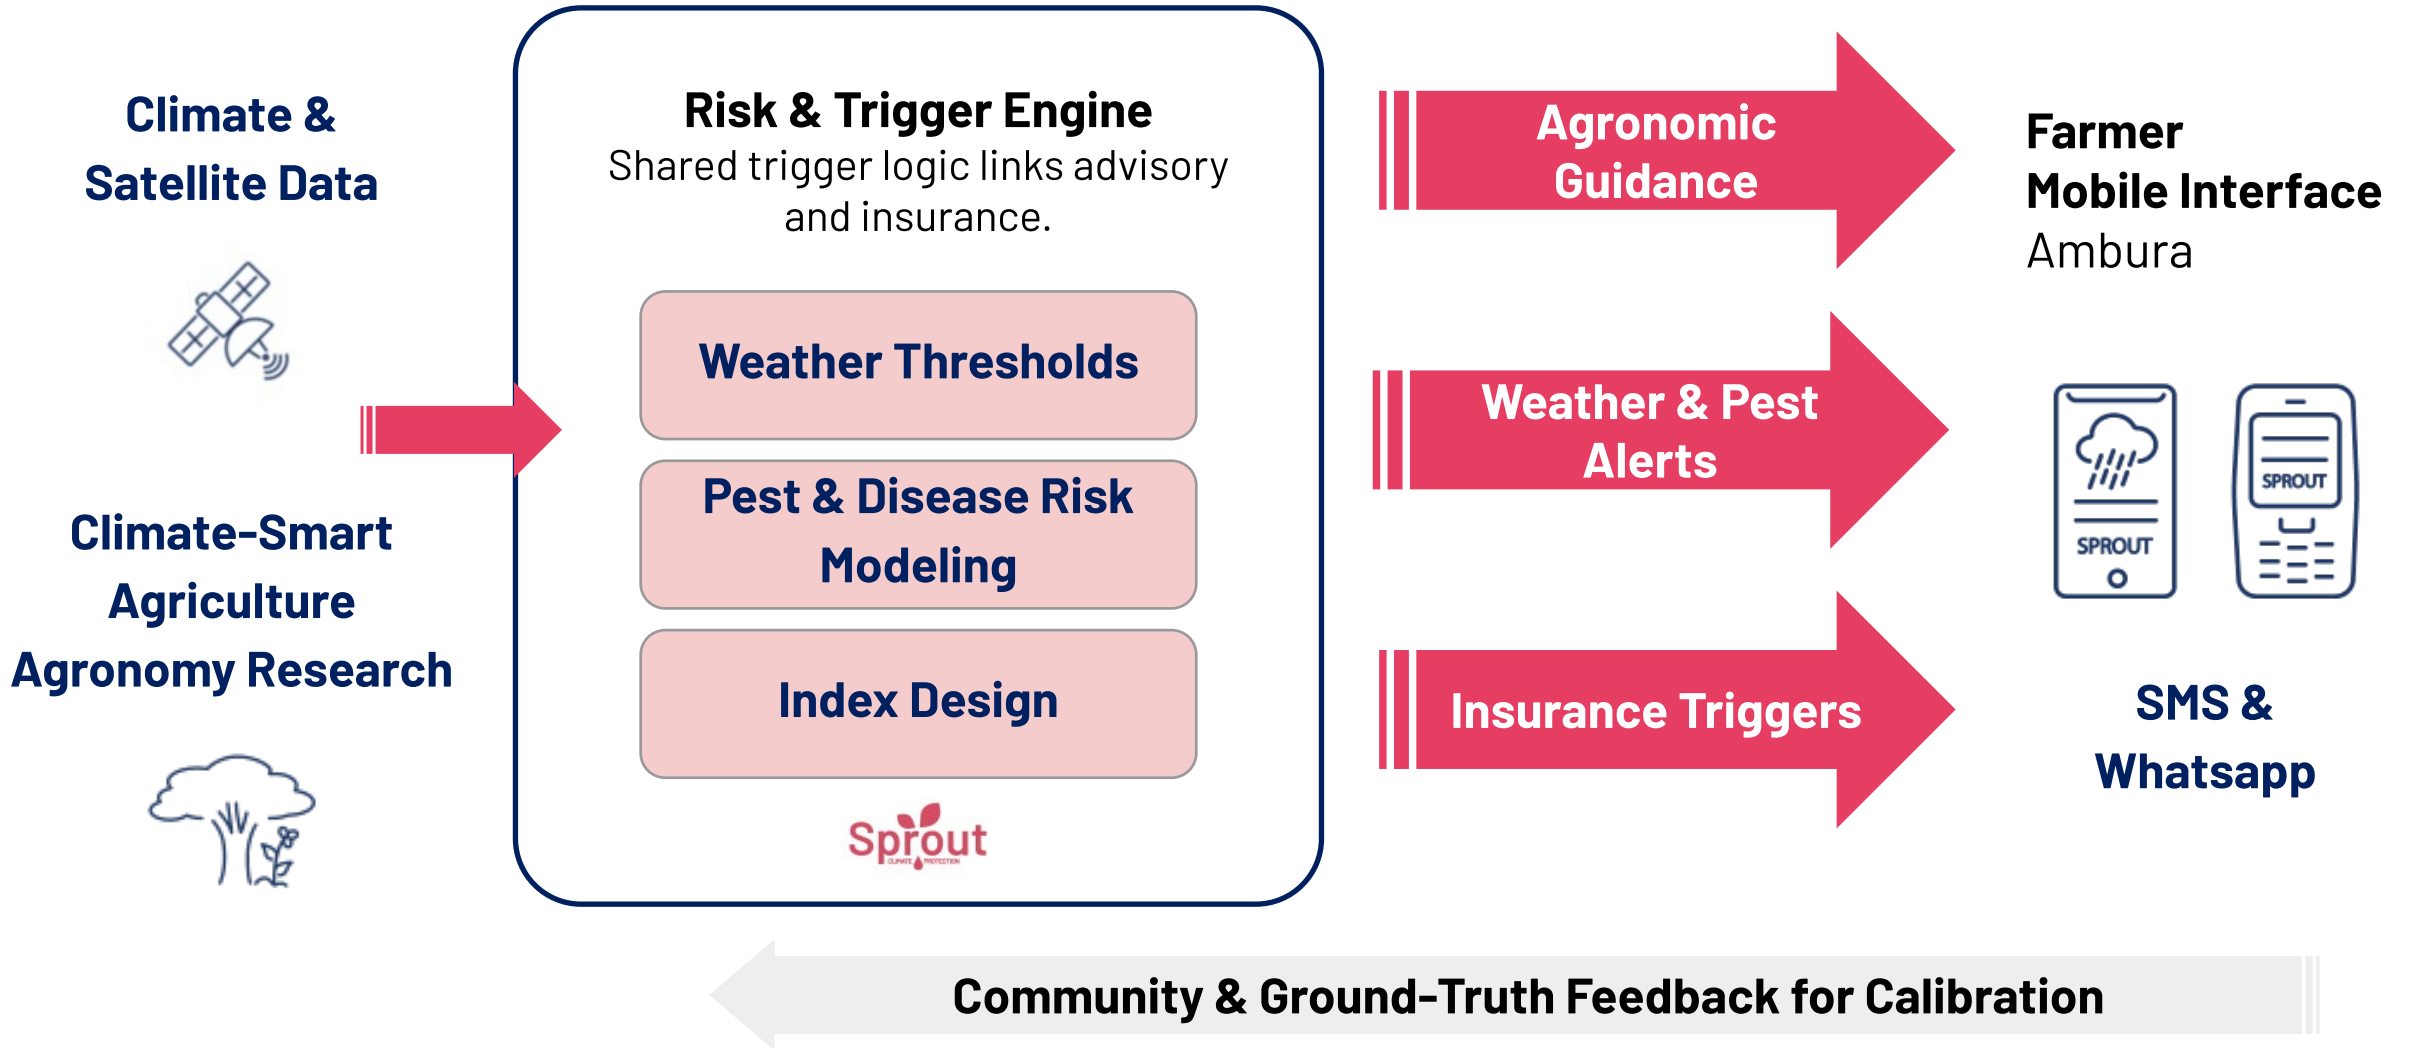 Climate &
Satellite Data
Climate-Smart
Agriculture
Agronomy Research
Risk & Trigger Engine
Shared trigger logic links advisory
and insurance.
Weather Thresholds
Pest & Disease Risk
Modeling
Index Design
Sprout
CLIMATE PROTECTION
Agronomic
Guidance
Weather & Pest
Alerts
Insurance Triggers
Farmer
Mobile Interface
Ambura
SPROUT
SPROUT
SMS &
Whatsapp
Community & Ground-Truth Feedback for Calibration